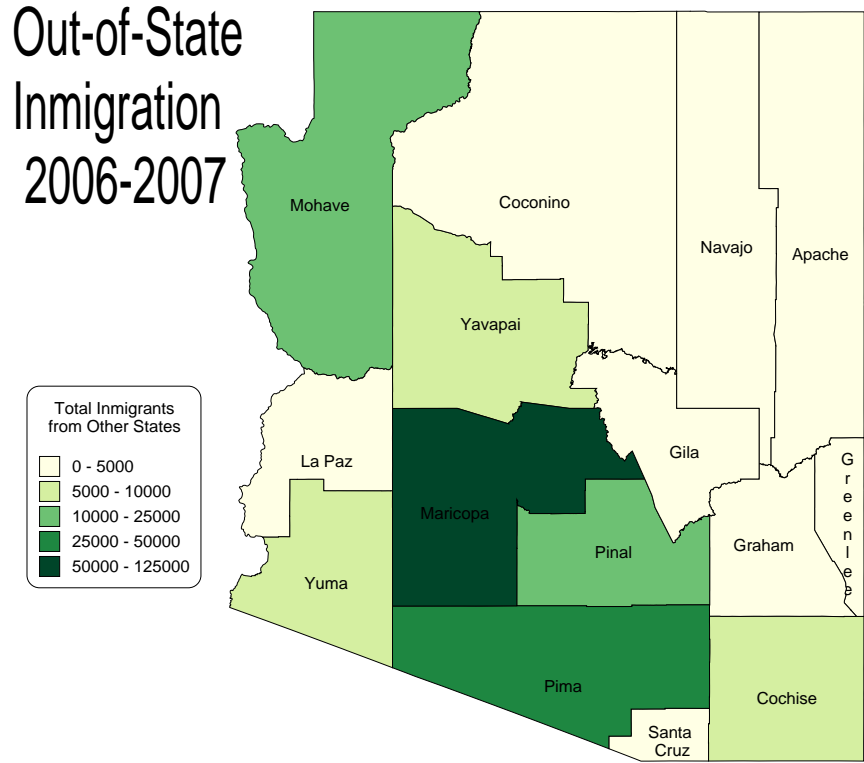 Out-of-State
Inmigration
2006-2007
Mohave
Coconino
Navajo
Apache
Yavapai
Total Inmigrants
from Other States
0 - 5000
5000 - 10000
10000 - 25000
25000 - 50000
50000 - 125000
La Paz
Gila
Greenlee
Maricopa
Graham
Pinal
Yuma
Pima
Cochise
Santa
Cruz